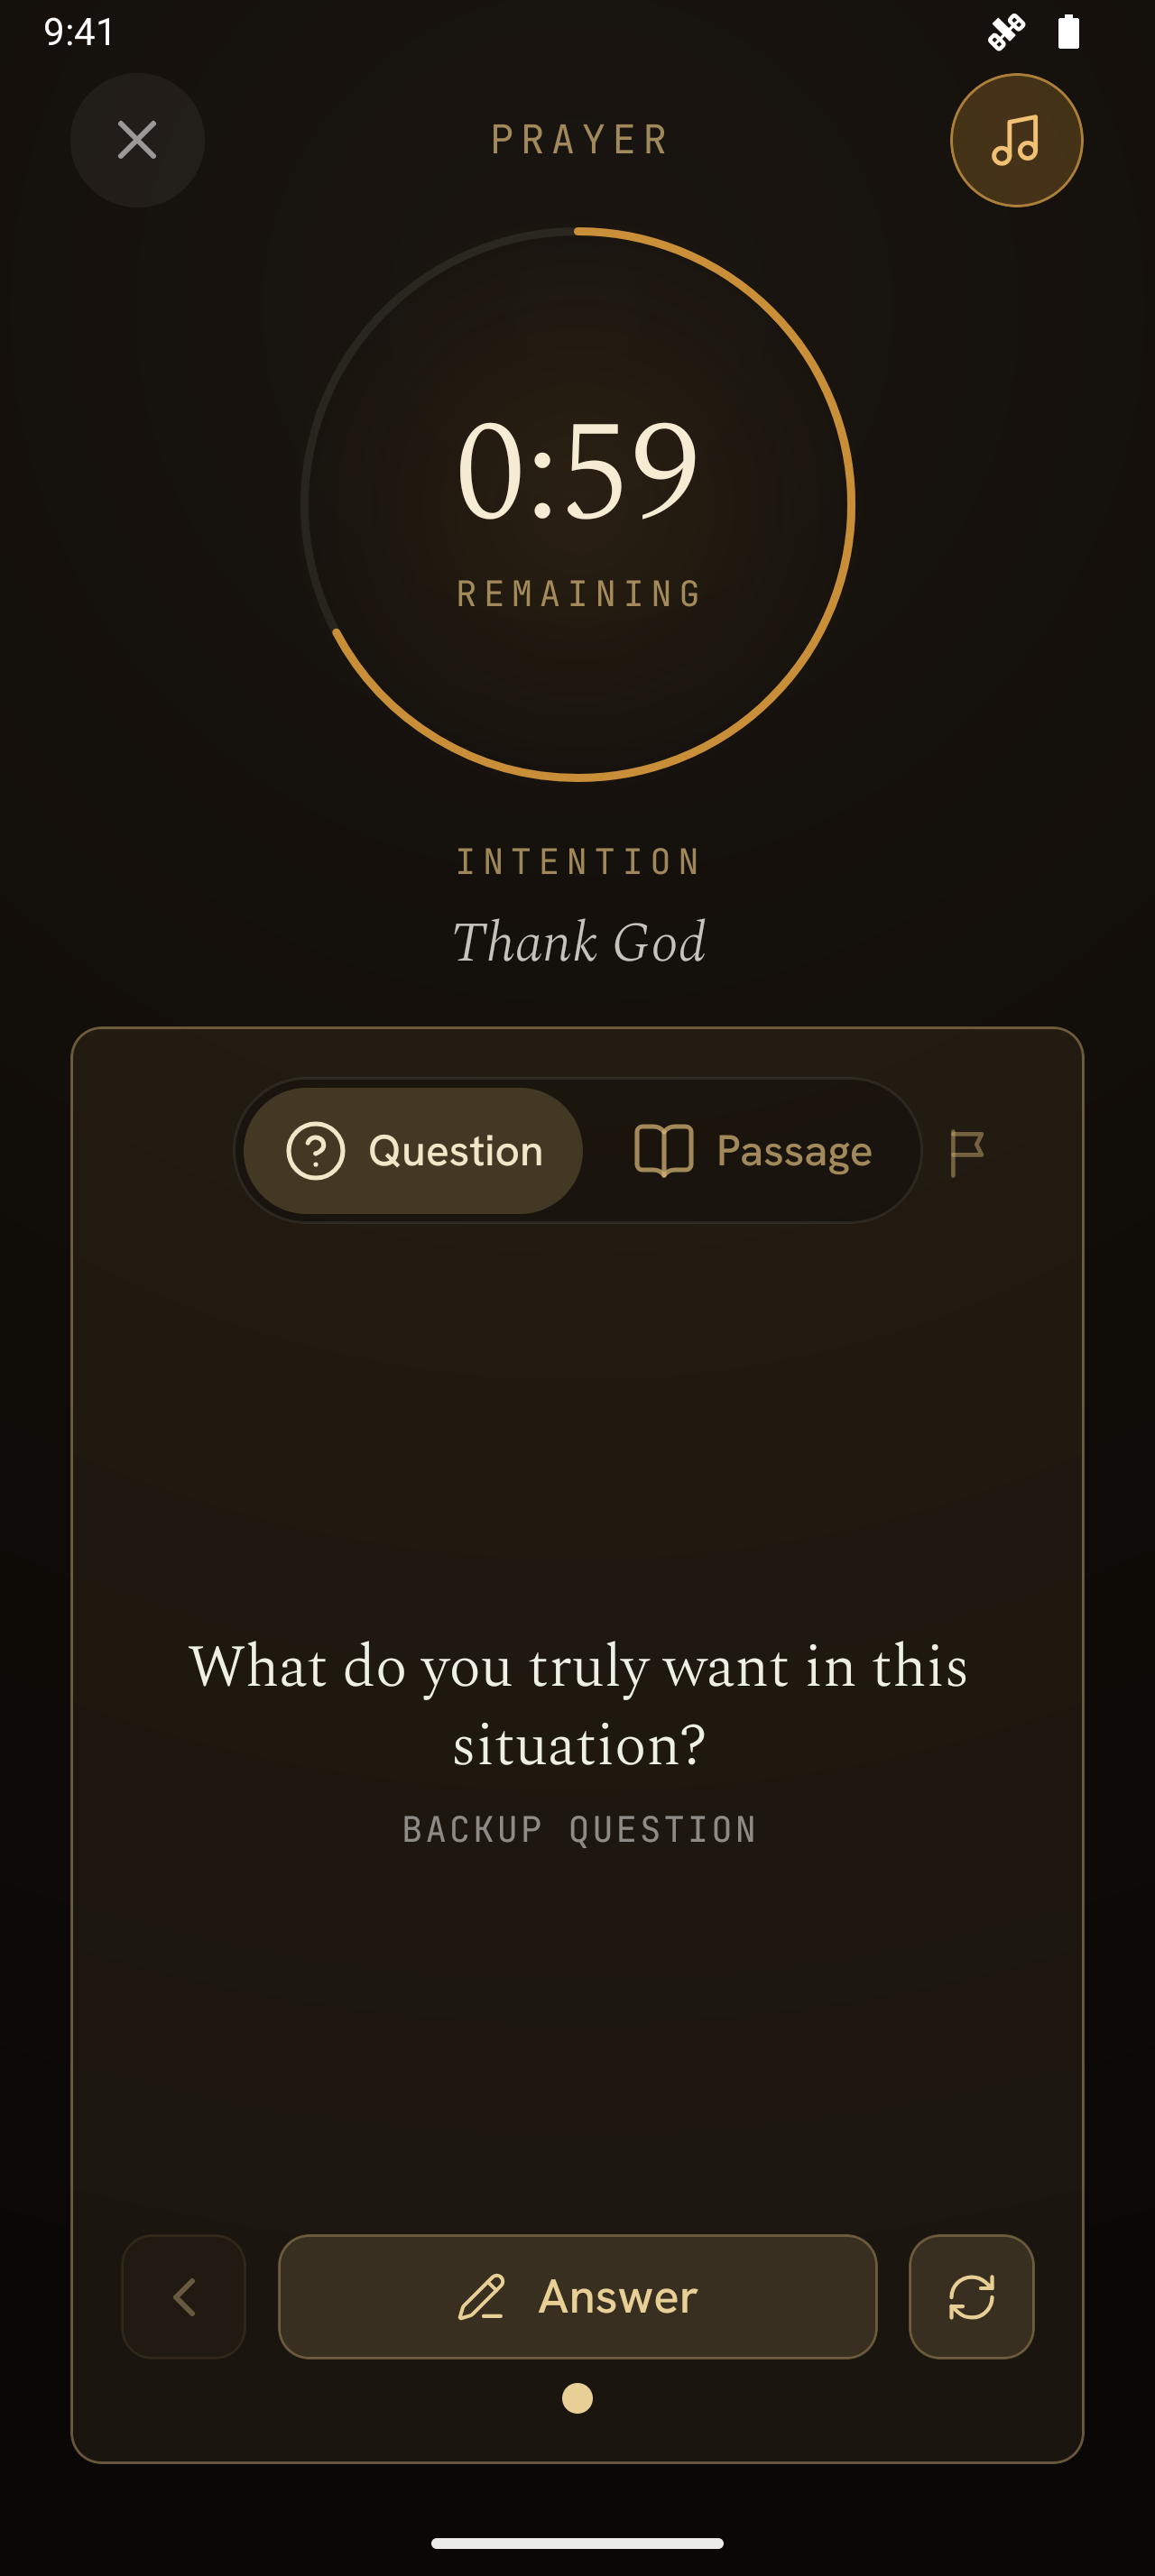 9:41
PRAYER
0:59
REMAINING
INTENTION
Thank God
Question
Passage
What do you truly want in this
situation?
BACKUP QUESTION
Answer